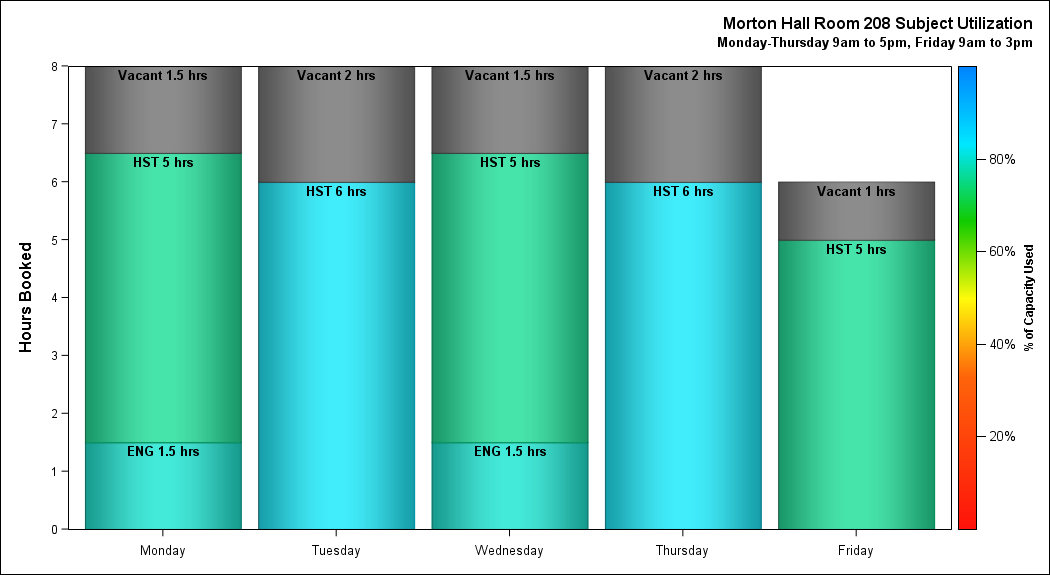 Morton Hall Room 208 Subject Utilization
Monday-Thursday 9am to 5pm, Friday 9am to 3pm
Hours Booked
8
7
6
5
4
3
2
1
0
Vacant 1.5 hrs
HST 5 hrs
ENG 1.5 hrs
Vacant 2 hrs
HST 6 hrs
Vacant 1.5 hrs
HST 5 hrs
ENG 1.5 hrs
Vacant 2 hrs
HST 6 hrs
Vacant 1 hrs
HST 5 hrs
Monday
Tuesday
Wednesday
Thursday
Friday
80%
60%
40%
20%
% of Capacity Used